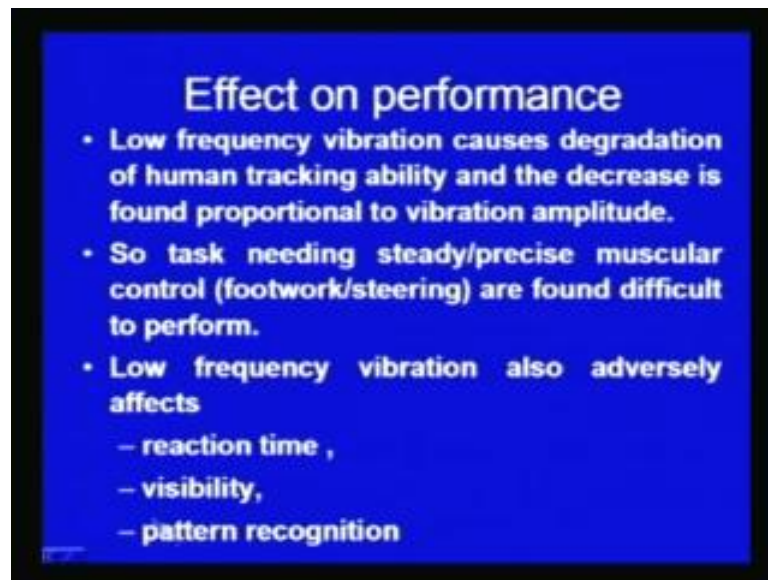 Effect on performance
• Low frequency vibration causes degradation
of human tracking ability and the decrease is
found proportional to vibration amplitude.
• So task needing steady/precise muscular
control (footwork/steering) are found difficult
to perform.
• Low frequency vibration also adversely
affects
– reaction time ,
– visibility,
– pattern recognition